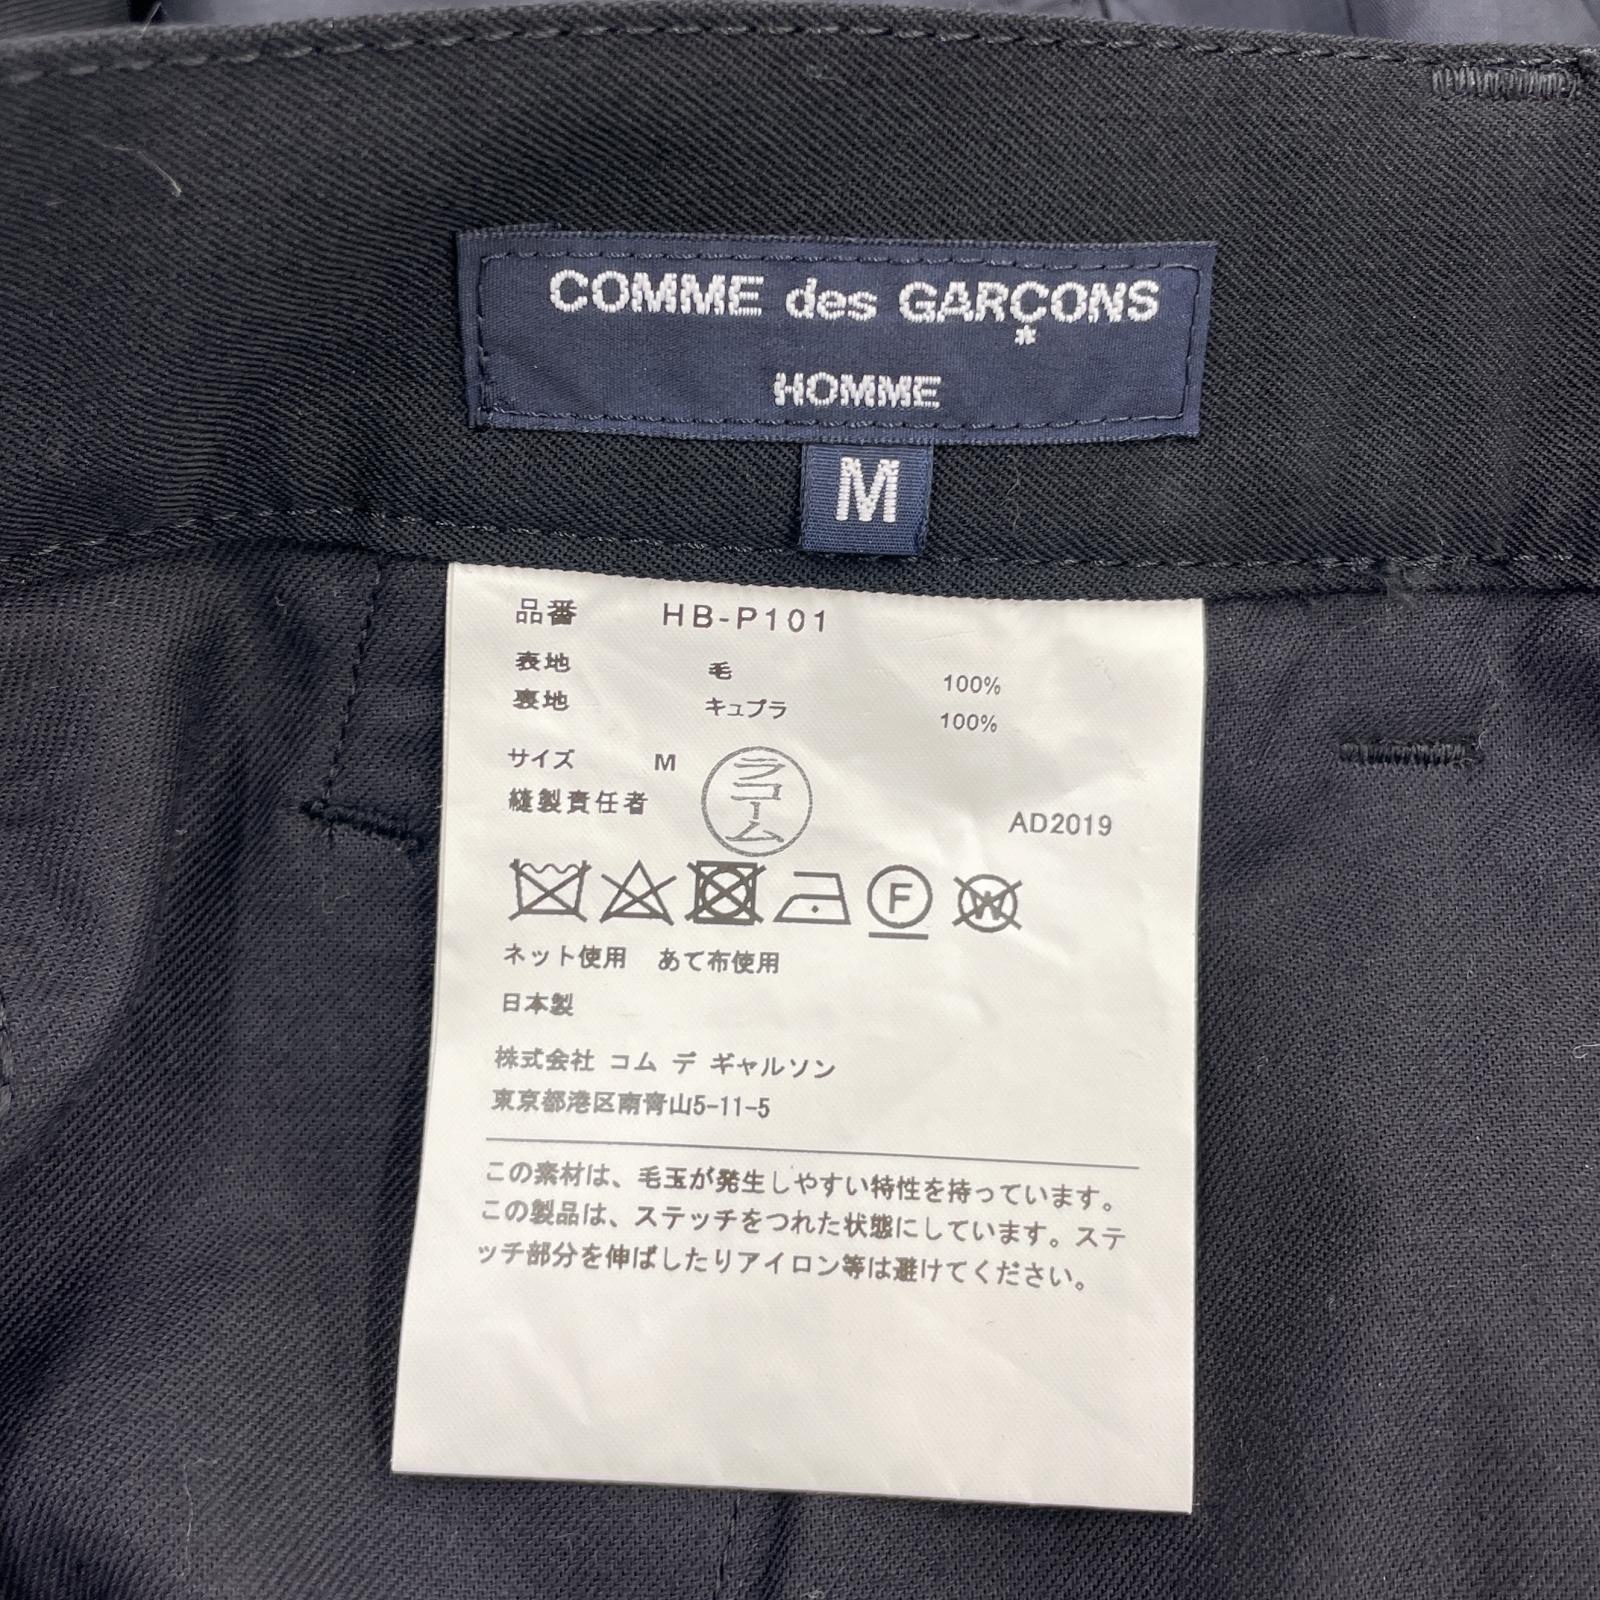 COMME des GARÇONS
*
HOMME
M
品番 HB-P101
表地 毛 100%
裏地 キュプラ 100%
サイズ M
縫製責任者 ラコーム AD2019
F W
ネット使用 あて布使用
日本製
株式会社 コム デ ギャルソン
東京都港区南青山5-11-5
この素材は、毛玉が発生しやすい特性を持っています。
この製品は、ステッチをつれた状態にしています。ステ
ッチ部分を伸ばしたりアイロン等は避けてください。